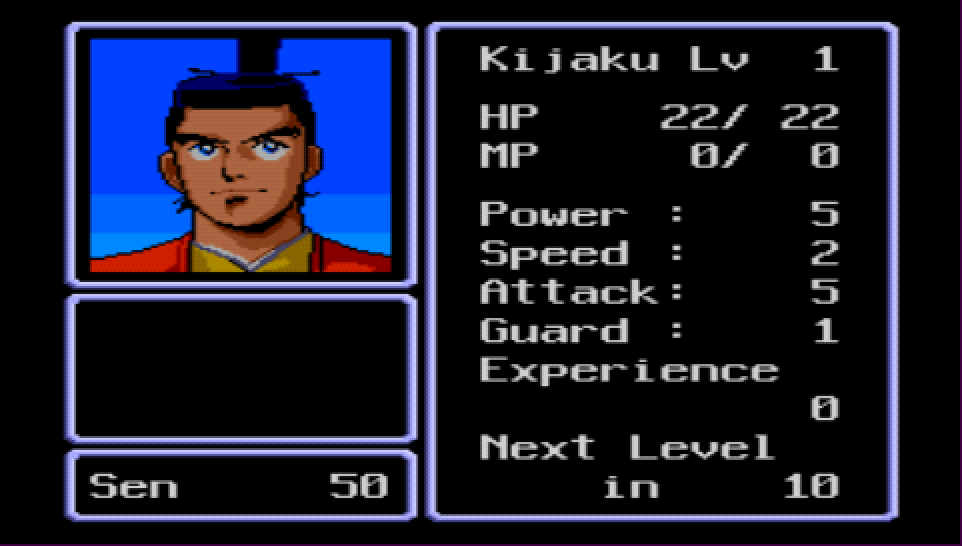 Kijaku Lv 1
HP 22/ 22
MP 0/ 0
Power : 5
Speed : 2
Attack: 5
Guard : 1
Experience
0
Next Level
in 10
Sen 50